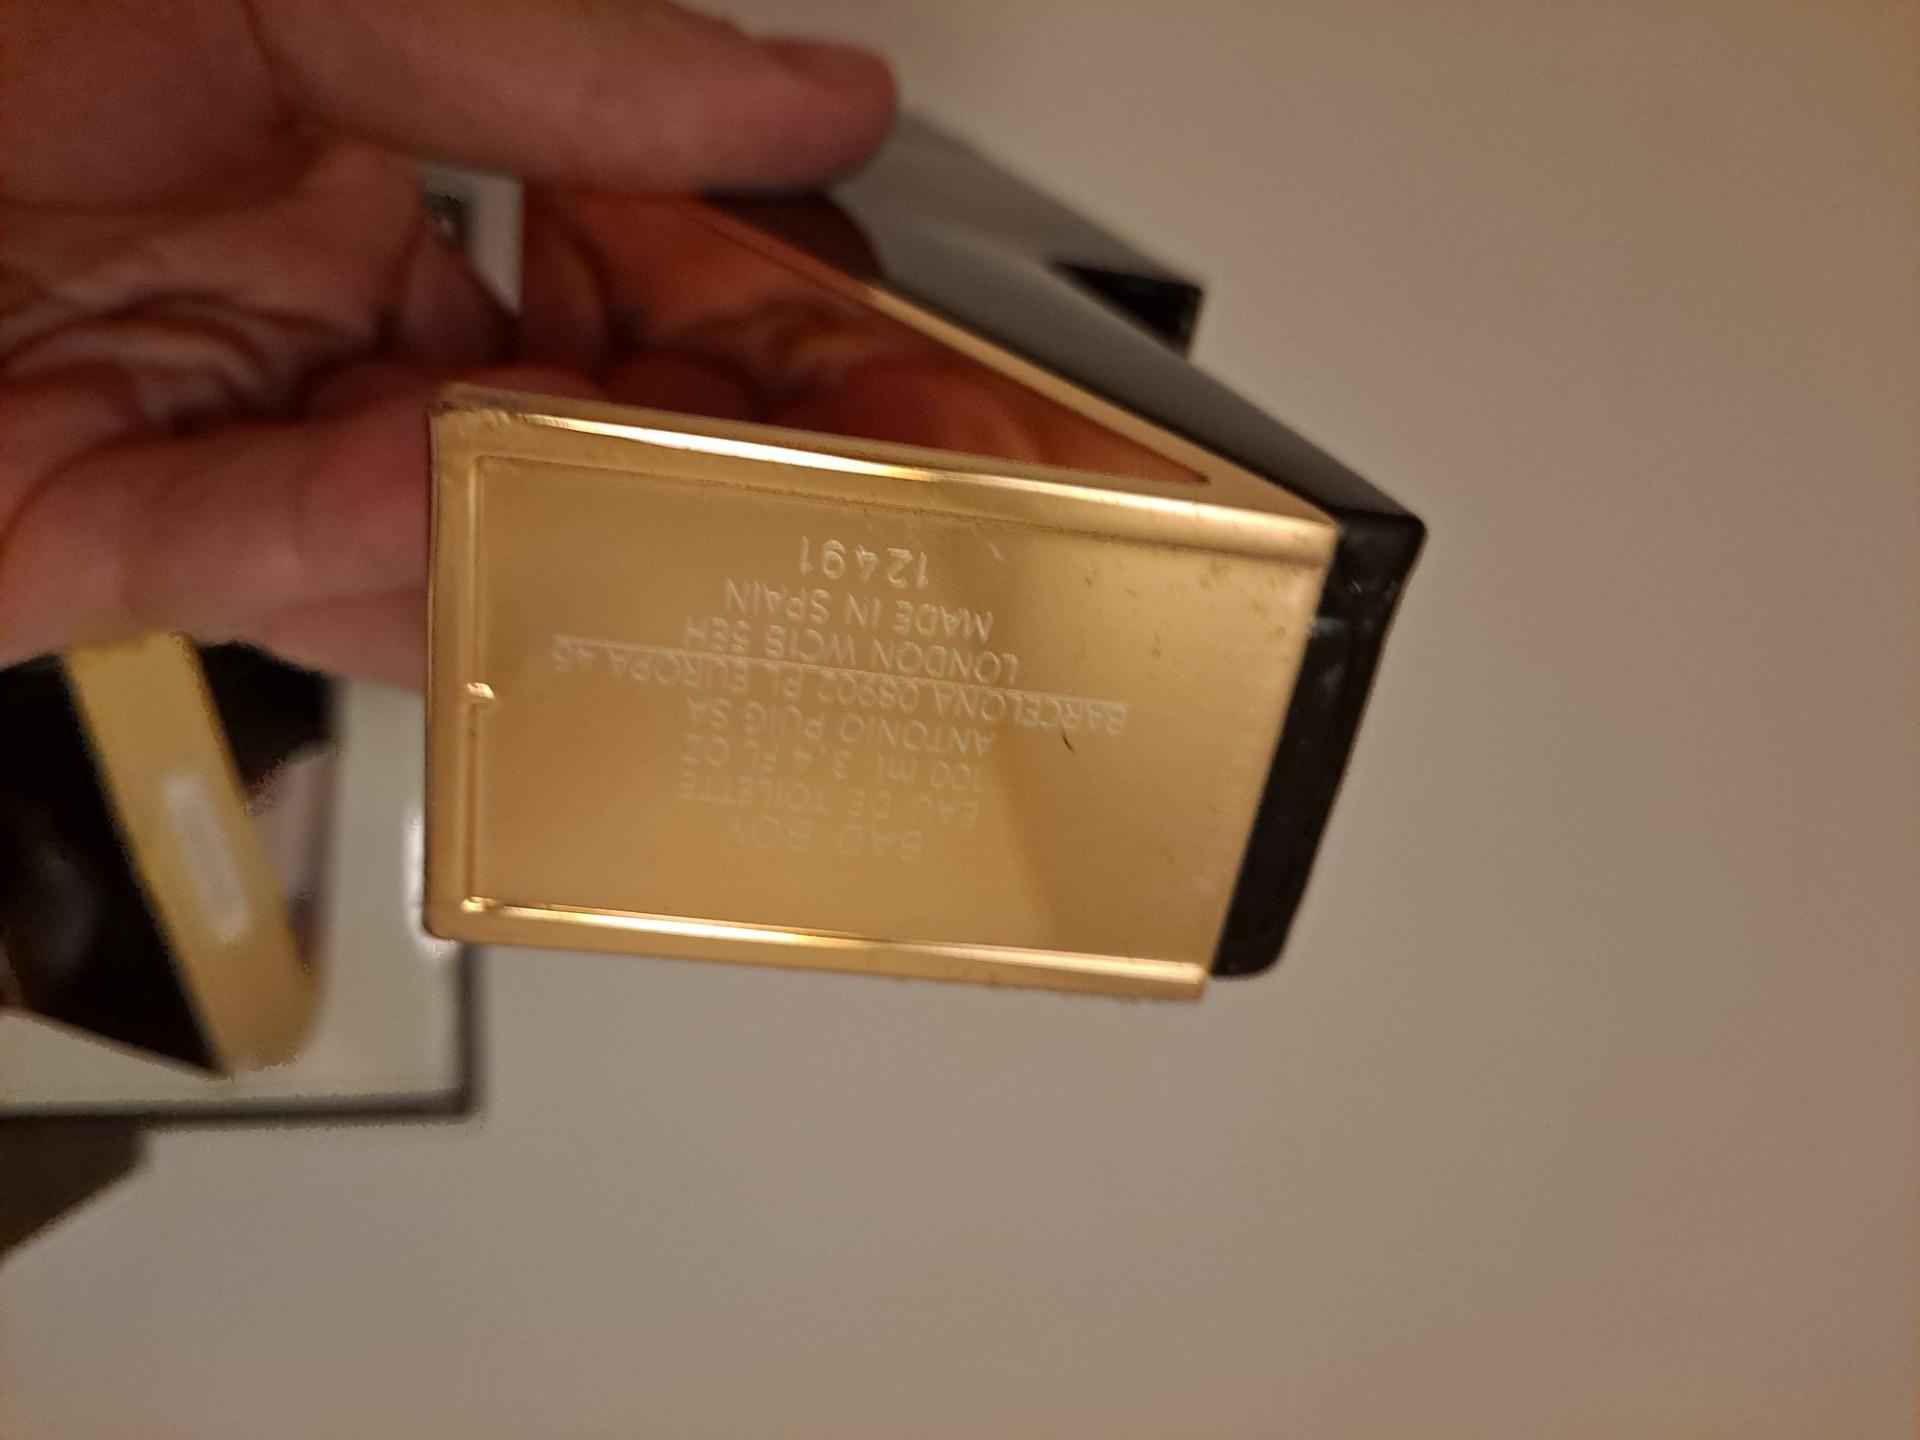 BAD BOY
EAU DE TOILETTE
100 ml 3.4 FL OZ
ANTONIO PUIG SA
BARCELONA 08902 PL EUROPA 46
LONDON WC1B 5EH
MADE IN SPAIN
12491